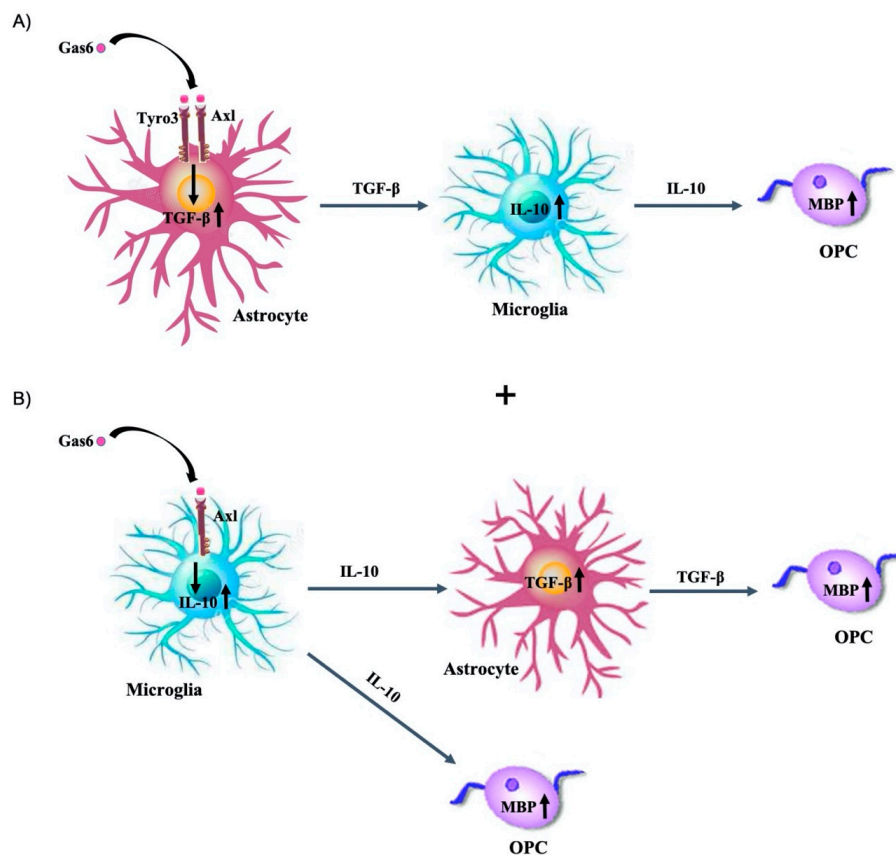 A)
Gas6
Tyro3 Axl
TGF-β
Astrocyte
TGF-β
IL-10
Microglia
IL-10
MBP
OPC
+
B)
Gas6
Axl
IL-10
Microglia
IL-10
TGF-β
Astrocyte
TGF-β
MBP
OPC
IL-10
MBP
OPC